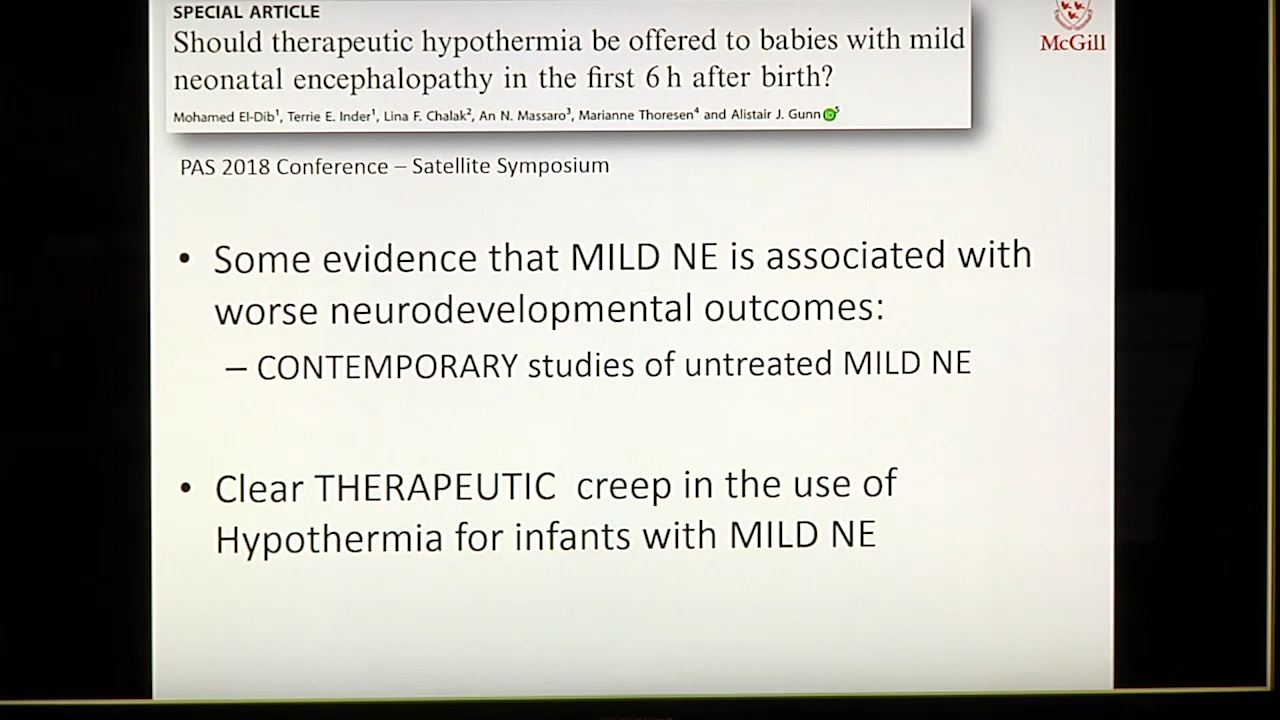 SPECIAL ARTICLE
Should therapeutic hypothermia be offered to babies with mild
neonatal encephalopathy in the first 6 h after birth?
Mohamed El-Dib¹, Terrie E. Inder¹, Lina F. Chalak², An N. Massaro³, Marianne Thoresen⁴ and Alistair J. Gunn⁵
McGill
PAS 2018 Conference – Satellite Symposium
• Some evidence that MILD NE is associated with
worse neurodevelopmental outcomes:
– CONTEMPORARY studies of untreated MILD NE
• Clear THERAPEUTIC creep in the use of
Hypothermia for infants with MILD NE